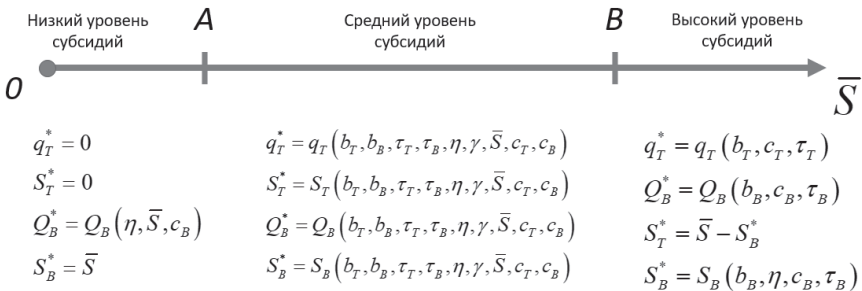 Низкий уровень субсидий
A
Средний уровень субсидий
B
Высокий уровень субсидий
0
S̅
q_T^* = 0
S_T^* = 0
Q_B^* = Q_B(η, S̅, c_B)
S_B^* = S̅
q_T^* = q_T(b_T, b_B, τ_T, τ_B, η, γ, S̅, c_T, c_B)
S_T^* = S_T(b_T, b_B, τ_T, τ_B, η, γ, S̅, c_T, c_B)
Q_B^* = Q_B(b_T, b_B, τ_T, τ_B, η, γ, S̅, c_T, c_B)
S_B^* = S_B(b_T, b_B, τ_T, τ_B, η, γ, S̅, c_T, c_B)
q_T^* = q_T(b_T, c_T, τ_T)
Q_B^* = Q_B(b_B, c_B, τ_B)
S_T^* = S̅ − S_B^*
S_B^* = S_B(b_B, η, c_B, τ_B)